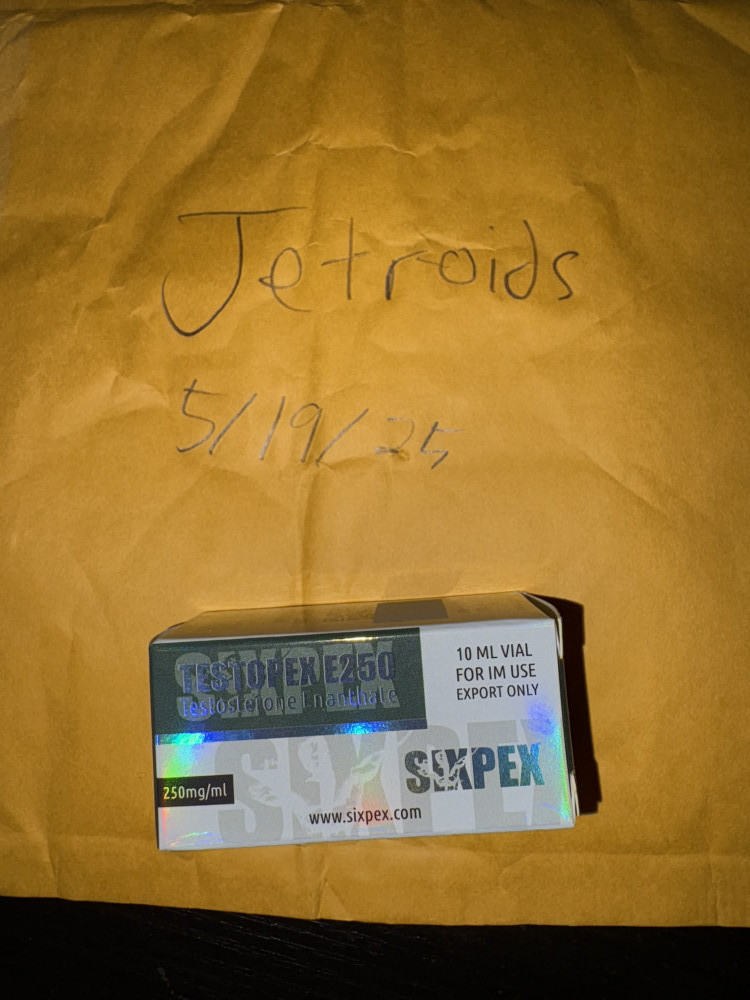 Jetroids
5/19/25
TESTOPEX E250
Testosterone Enanthate
10 ML VIAL
FOR IM USE
EXPORT ONLY
250mg/ml
SIXPEX
www.sixpex.com